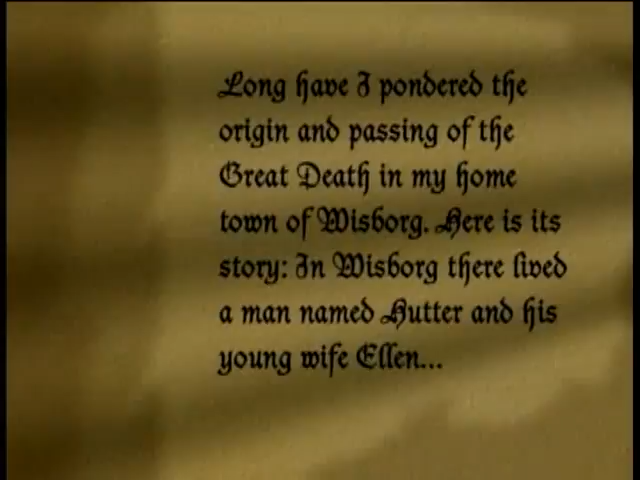 Long have I pondered the
origin and passing of the
Great Death in my home
town of Wisborg. Here is its
story: In Wisborg there lived
a man named Hutter and his
young wife Ellen...